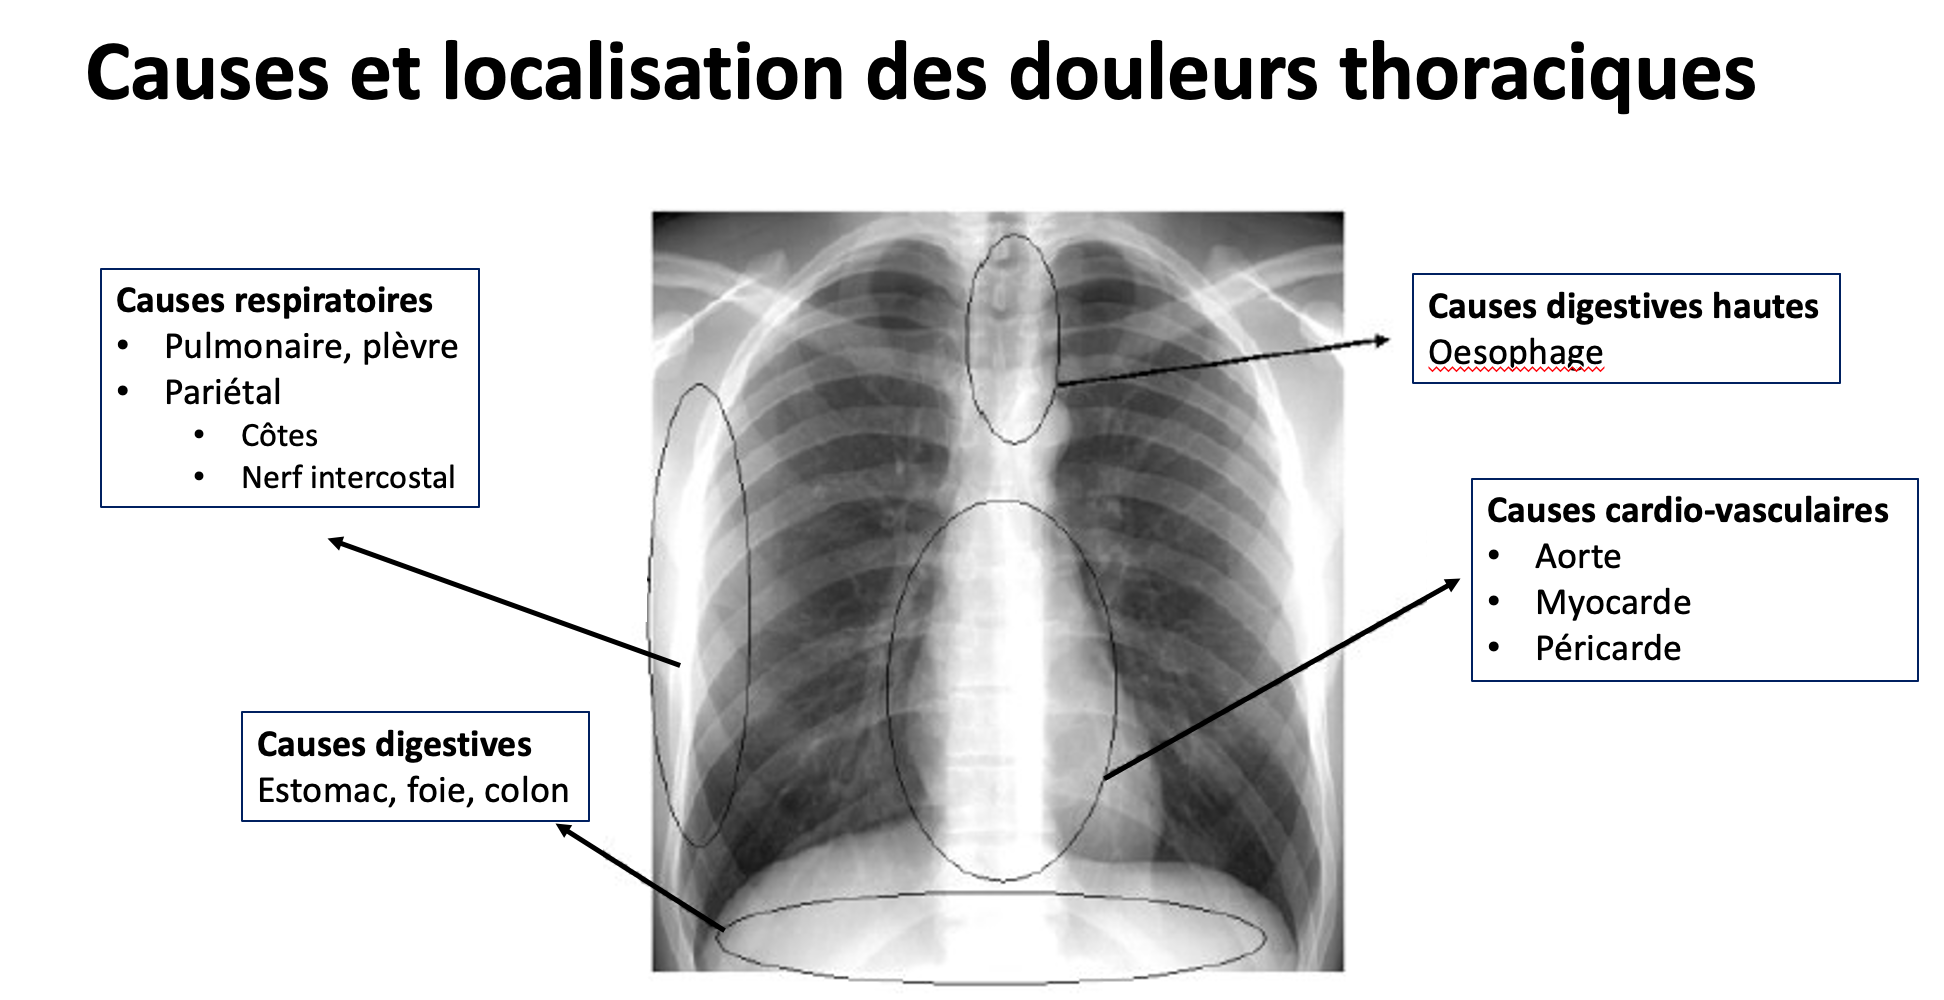 Causes et localisation des douleurs thoraciques
Causes respiratoires
• Pulmonaire, plèvre
• Pariétal
• Côtes
• Nerf intercostal
Causes digestives hautes
Oesophage
Causes cardio-vasculaires
• Aorte
• Myocarde
• Péricarde
Causes digestives
Estomac, foie, colon